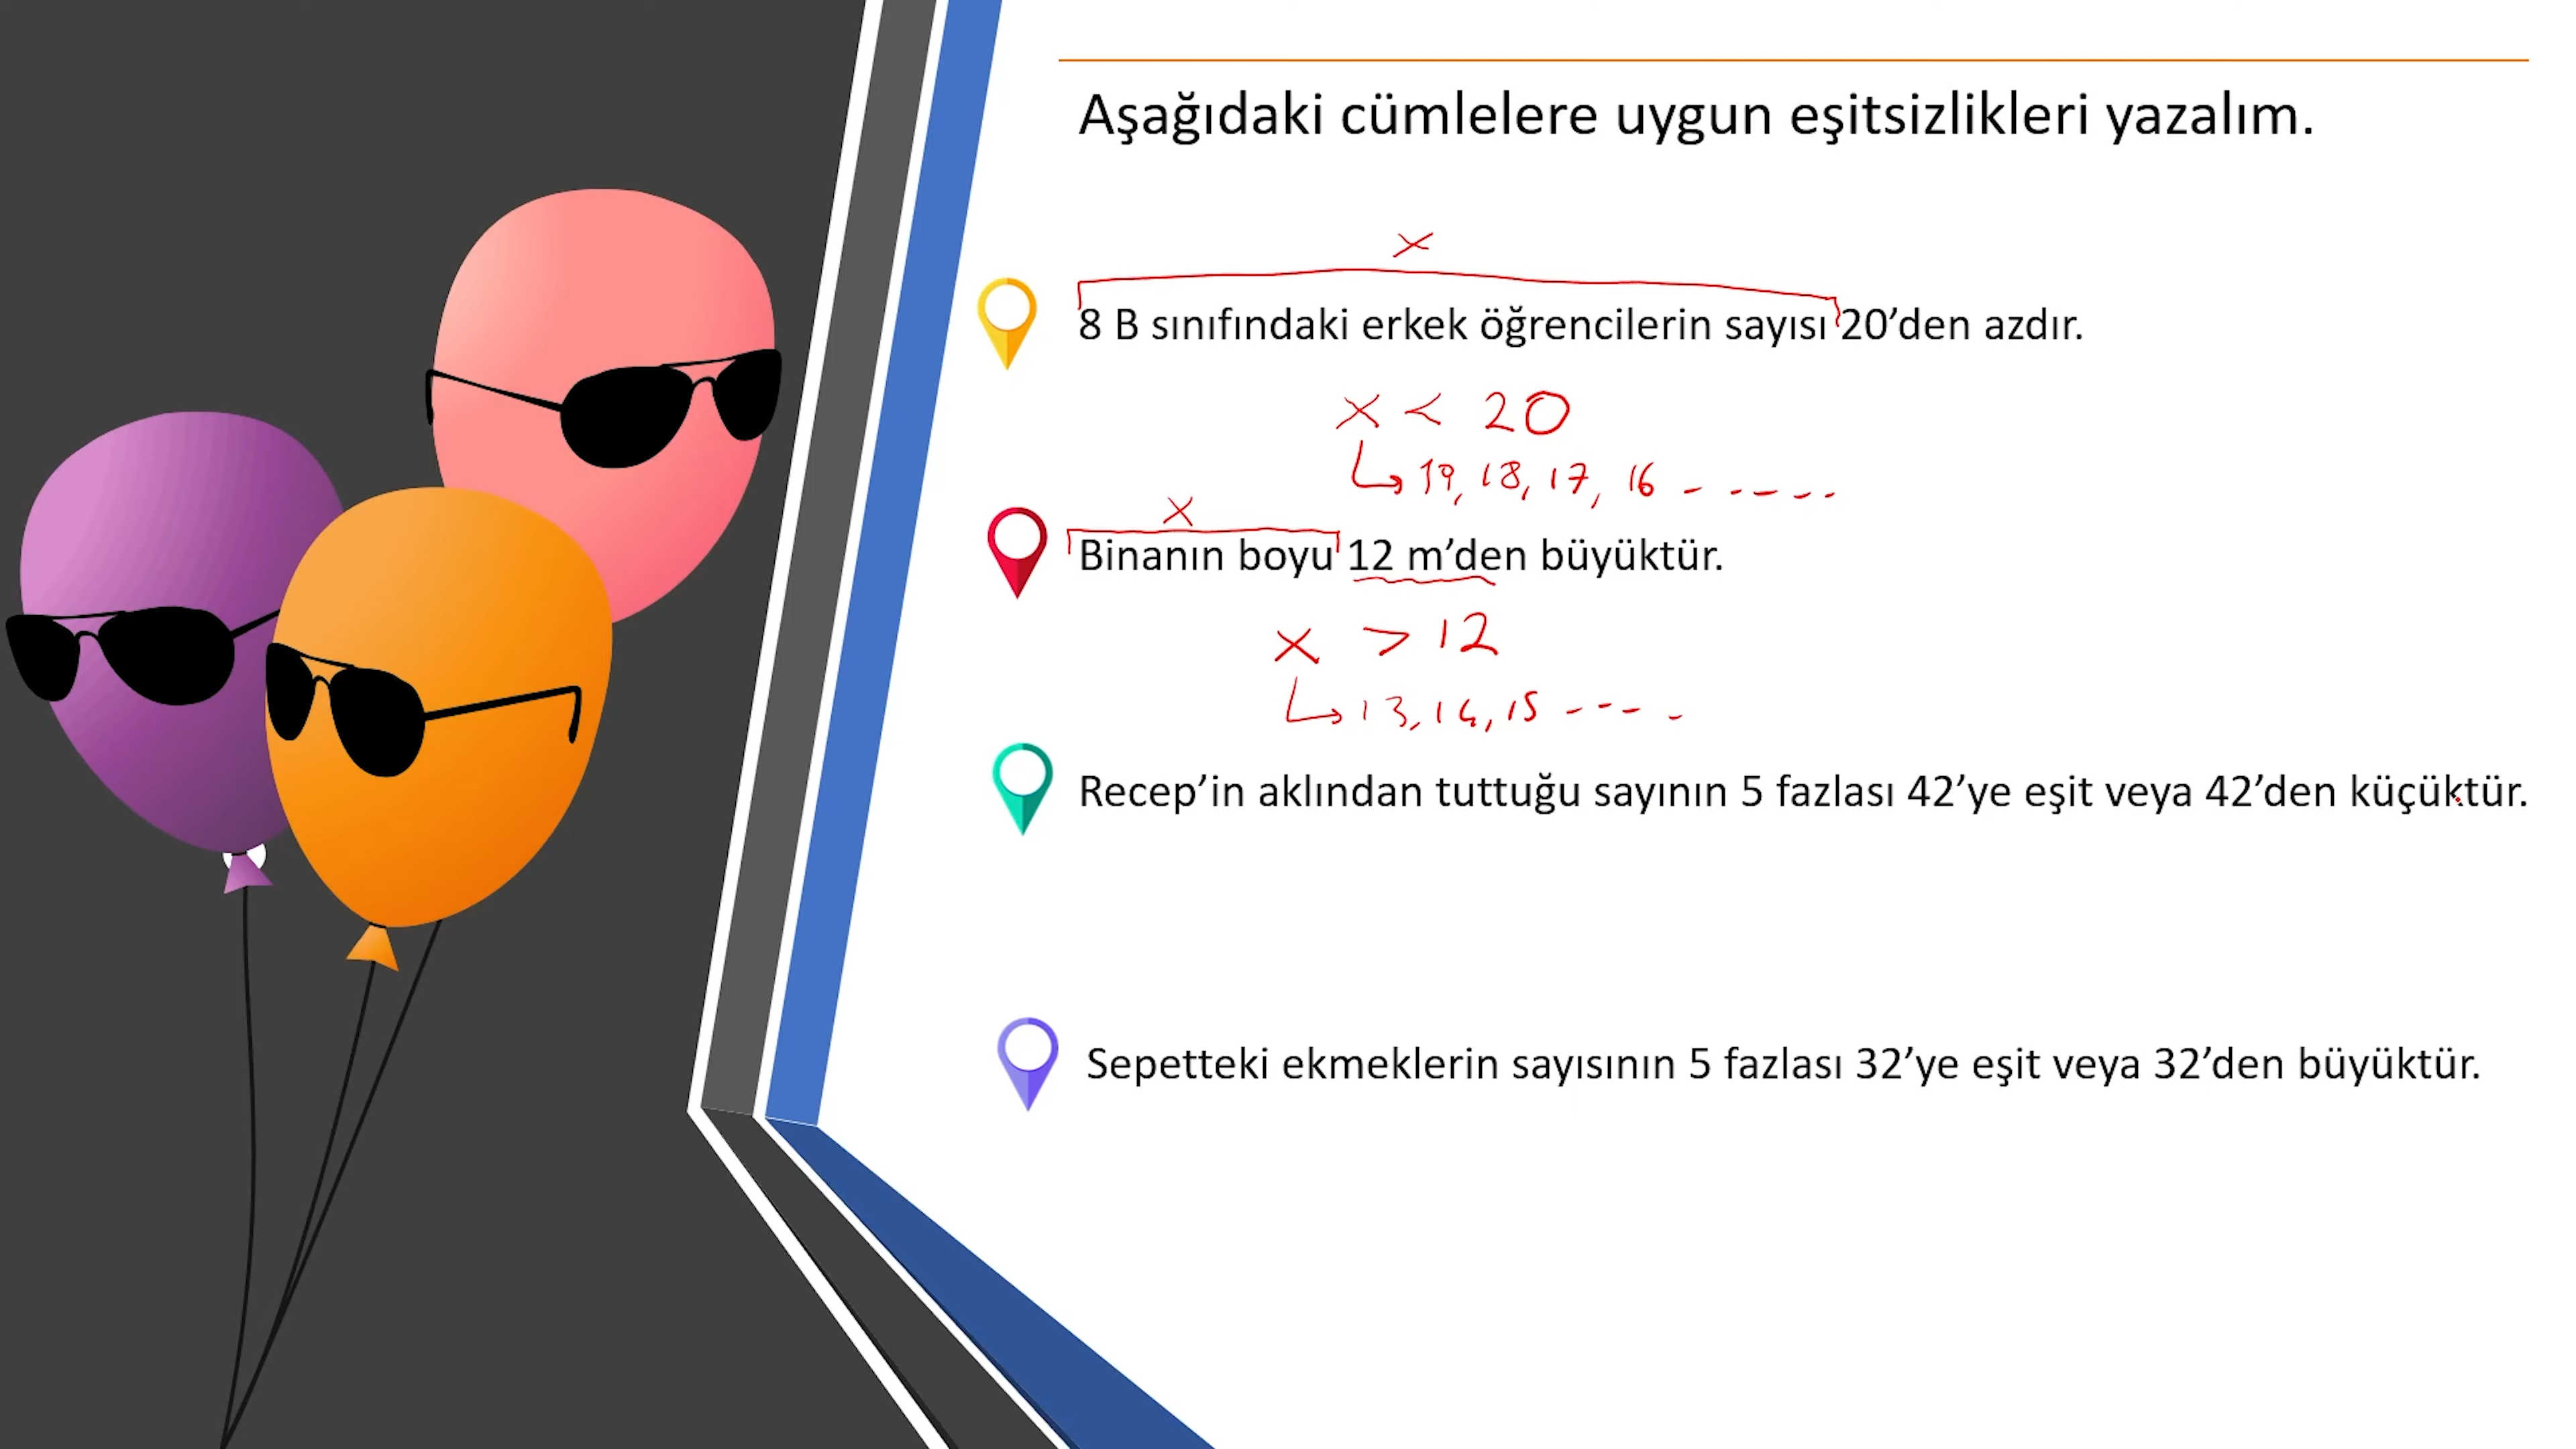 Aşağıdaki cümlelere uygun eşitsizlikleri yazalım.
x
8 B sınıfındaki erkek öğrencilerin sayısı 20’den azdır.
x < 20
19, 18, 17, 16 - - - - -
x
Binanın boyu 12 m’den büyüktür.
x > 12
13, 14, 15 - - - -
Recep’in aklından tuttuğu sayının 5 fazlası 42’ye eşit veya 42’den küçüktür.
Sepetteki ekmeklerin sayısının 5 fazlası 32’ye eşit veya 32’den büyüktür.